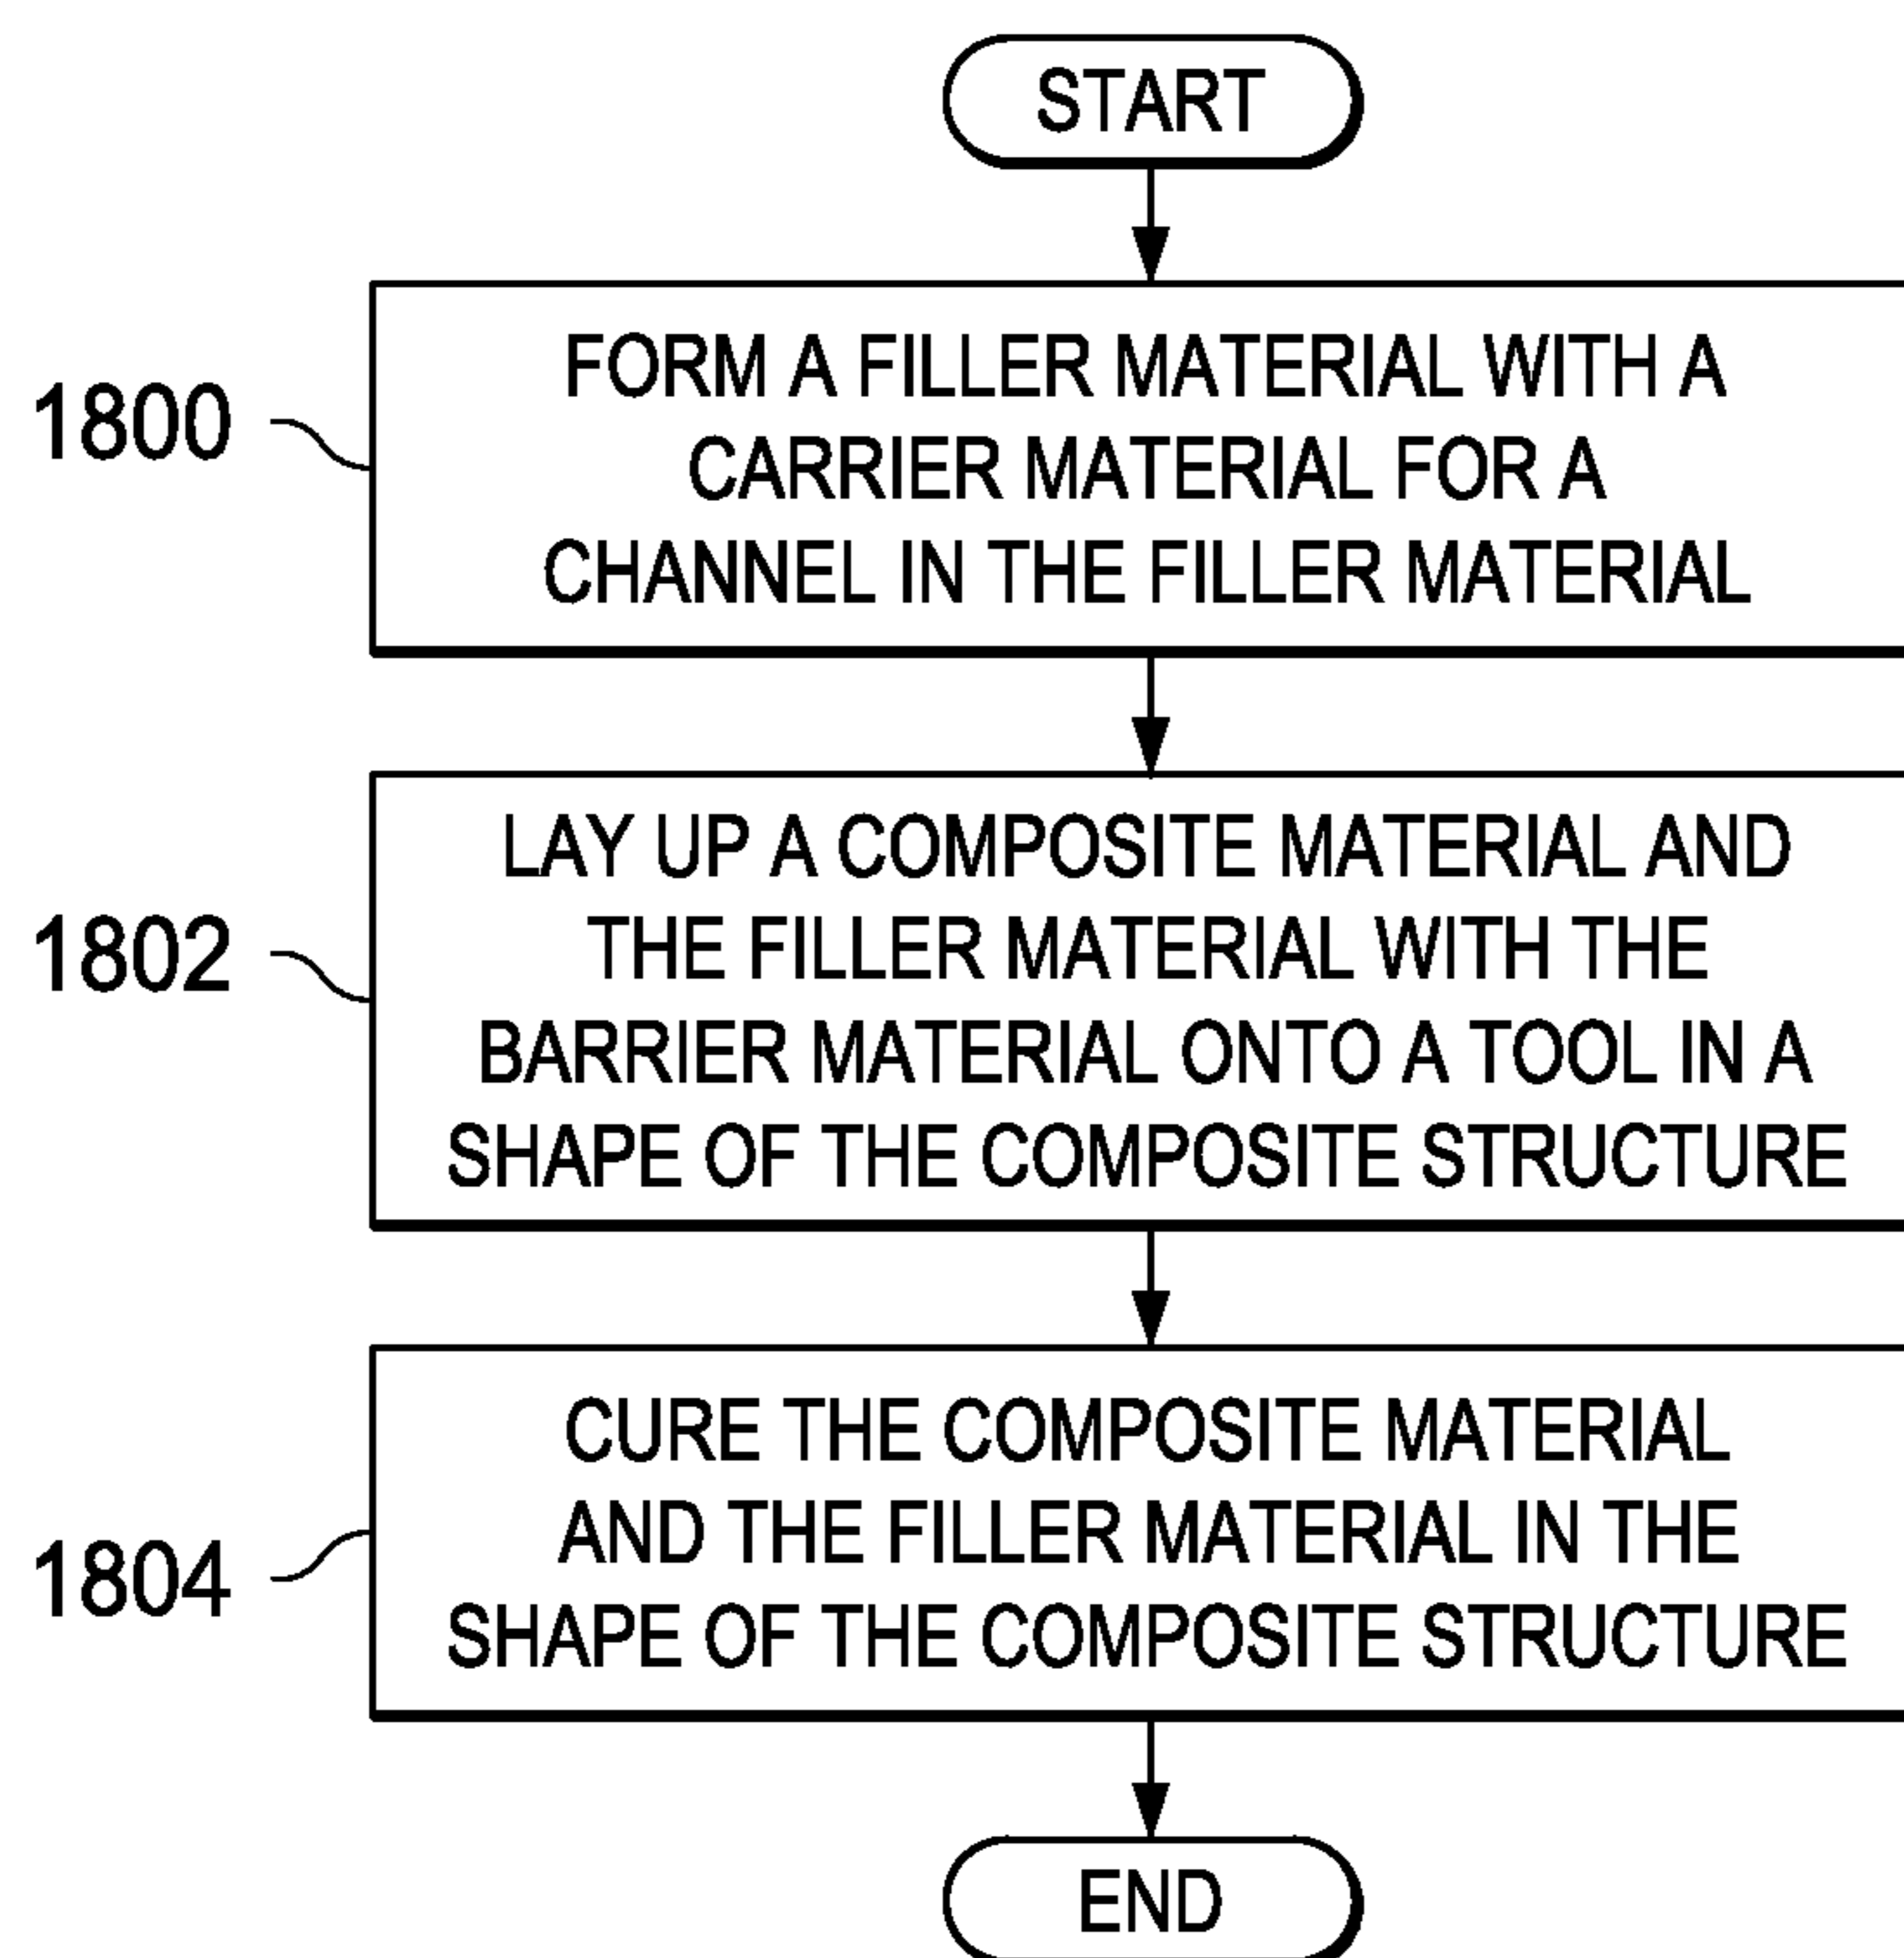 START
1800
FORM A FILLER MATERIAL WITH A
CARRIER MATERIAL FOR A
CHANNEL IN THE FILLER MATERIAL
1802
LAY UP A COMPOSITE MATERIAL AND
THE FILLER MATERIAL WITH THE
BARRIER MATERIAL ONTO A TOOL IN A
SHAPE OF THE COMPOSITE STRUCTURE
1804
CURE THE COMPOSITE MATERIAL
AND THE FILLER MATERIAL IN THE
SHAPE OF THE COMPOSITE STRUCTURE
END